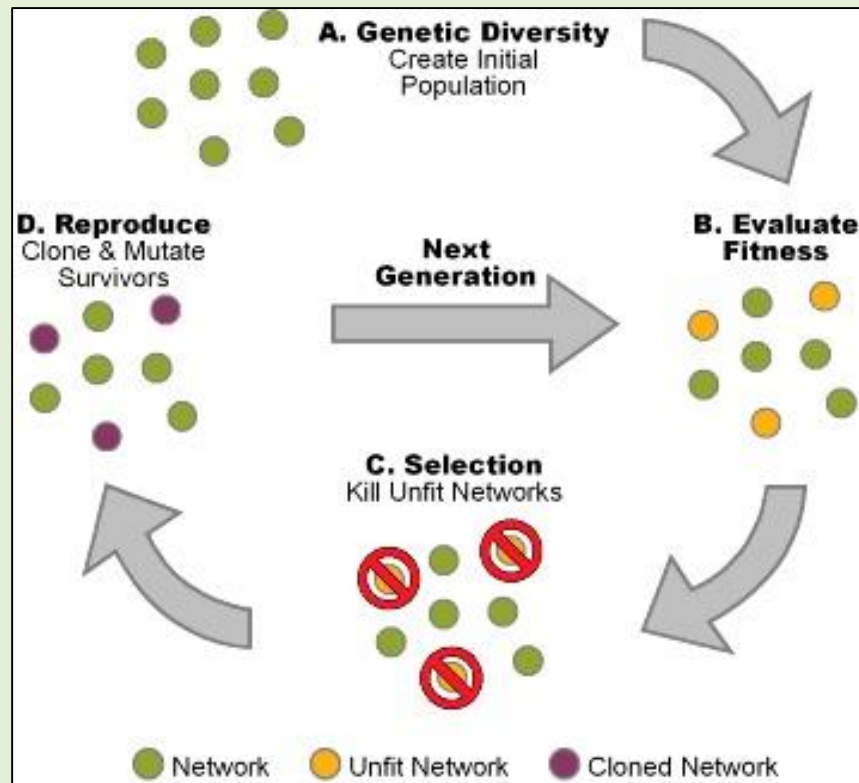 A. Genetic Diversity
Create Initial
Population
D. Reproduce
Clone & Mutate
Survivors
Next
Generation
B. Evaluate
Fitness
C. Selection
Kill Unfit Networks
Network
Unfit Network
Cloned Network